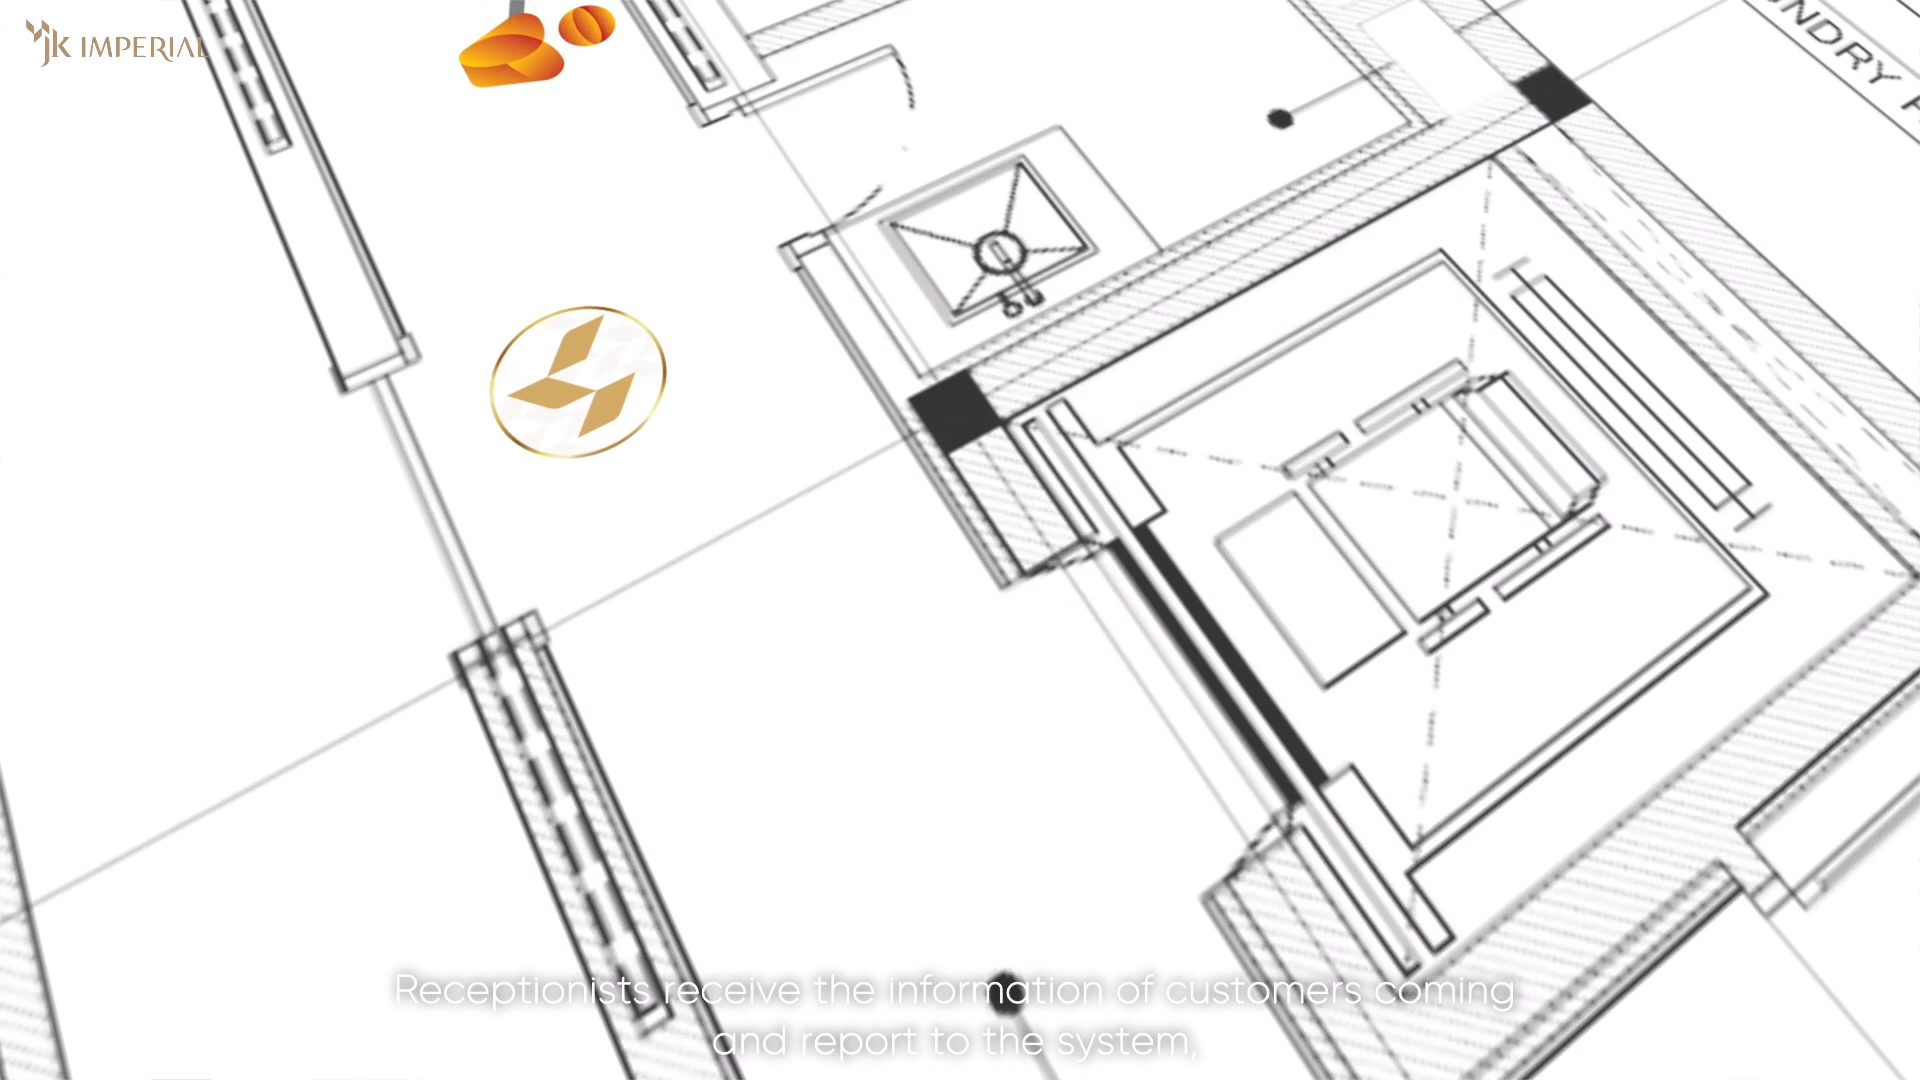 JK IMPERIAL
NDRY
Receptionists receive the information of customers coming
and report to the system,